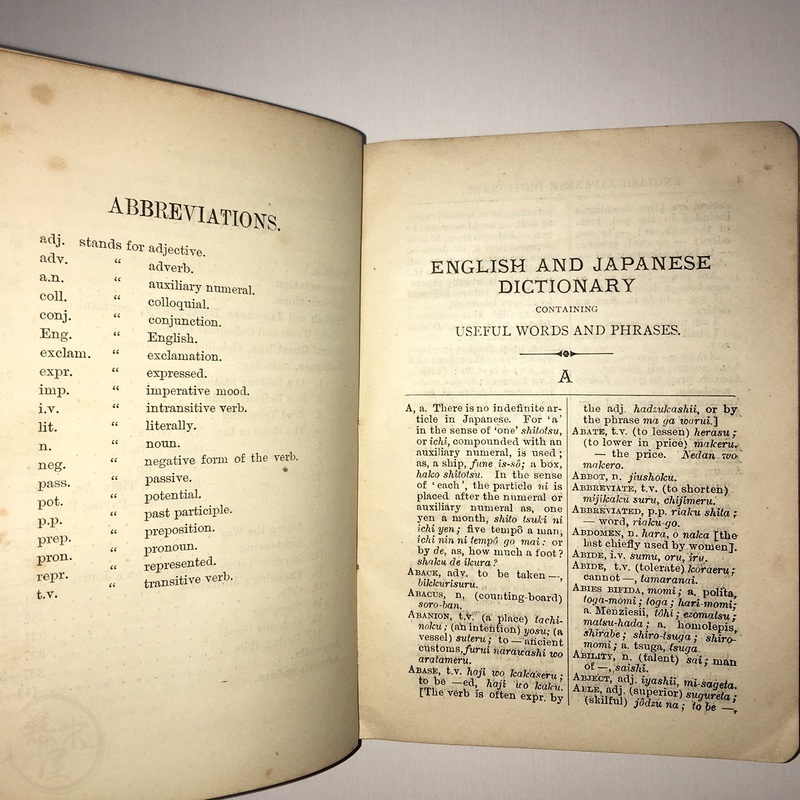 ABBREVIATIONS.
adj. stands for adjective.
adv. “ adverb.
a.n. “ auxiliary numeral.
coll. “ colloquial.
conj. “ conjunction.
Eng. “ English.
exclam. “ exclamation.
expr. “ expressed.
imp. “ imperative mood.
i.v. “ intransitive verb.
lit. “ literally.
n. “ noun.
neg. “ negative form of the verb.
pass. “ passive.
pot. “ potential.
p.p. “ past participle.
prep. “ preposition.
pron. “ pronoun.
repr. “ represented.
t.v. “ transitive verb.
ENGLISH AND JAPANESE
DICTIONARY
CONTAINING
USEFUL WORDS AND PHRASES.
A
A, a. There is no indefinite ar-
ticle in Japanese. For ‘a’
in the sense of ‘one’ shitotsu,
or ichi, compounded with an
auxiliary numeral, is used;
as, a ship, fune is-sō; a box,
hako shitotsu. In the sense
of ‘each’, the particle ni is
placed after the numeral or
auxiliary numeral as, one
yen a month, shito tsuki ni
ichi yen; five tempō a man,
ichi nin ni tempō go mai: or
by de, as, how much a foot?
shaku de ikura?
ABACK, adv. to be taken —,
bikkurisuru.
ABACUS, n, (counting-board)
soro-ban.
ABANION, t.v. (a place) tachi-
noku; (an intention) yosu; (a
vessel) suteru; to — ancient
customs, furui narawashi wo
aratameru.
ABASE, t.v. haji wo kakaseru;
to be —ed, haji wo kaku.
[The verb is often expr. by
the adj. hadzukashii, or by
the phrase ma ga warui.]
ABATE, t.v. (to lessen) herasu;
(to lower in price) makeru.
— the price. Nedan wo
makero.
ABBOT, n. jiushoku.
ABBREVIATE, t.v. (to shorten)
mijikaku suru, chijimeru.
ABBREVIATED, p.p. riaku shita;
— word, riaku-go.
ABDOMEN, n. hara, o naka [the
last chiefly used by women].
ABIDE, i.v. sumu, oru, iru.
ABIDE, t.v. (tolerate) koraeru;
cannot —, tamaranai.
ABIES BIFIDA, momi; a. polita,
toga-momi; toga; hari-momi;
a. Menziesii, tōhi; ezomatsu;
matsu-hada; a. homolepis,
shirabe; shiro-tsuga; shiro-
momi; a. tsuga, tsuga.
ABILITY, n. (talent) sai; man
of —, saishi.
ABJECT, adj. iyashii, mi-sageta.
ABLE, adj. (superior) sugureta;
(skilful) jōdzu na; to be —,